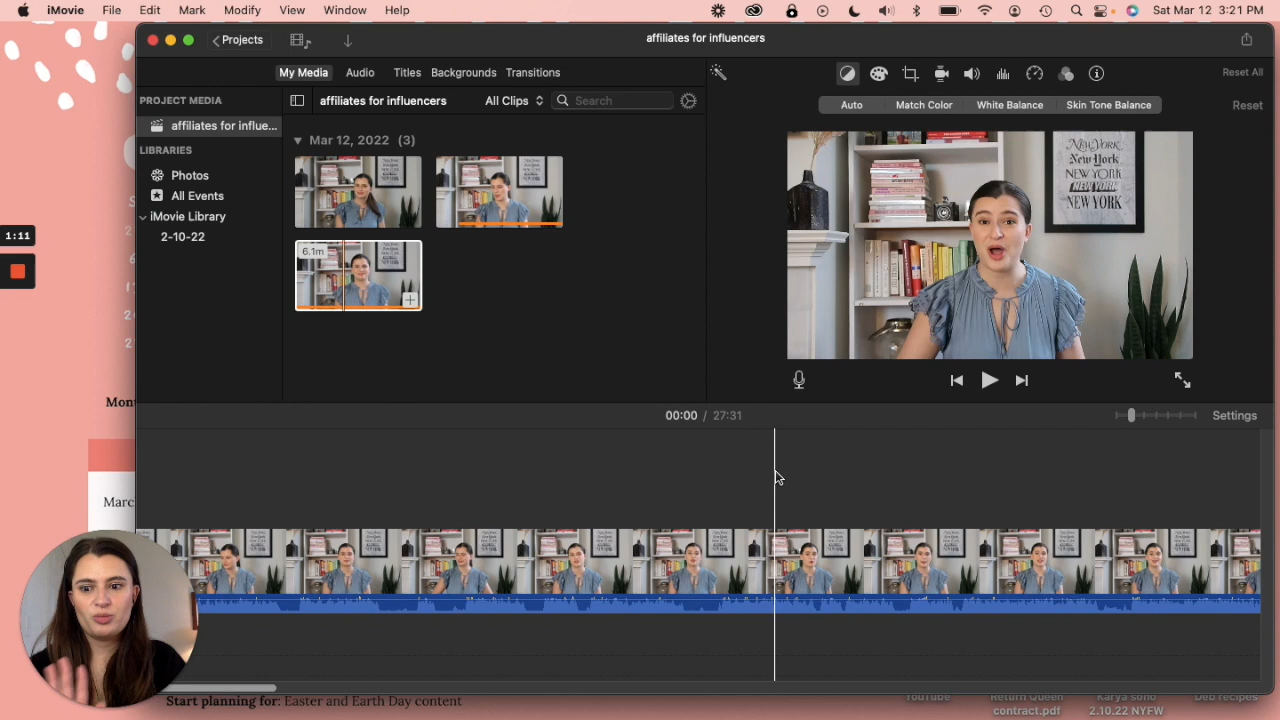 iMovie File Edit Mark Modify View Window Help
Sat Mar 12 3:21 PM
Projects
affiliates for influencers
My Media Audio Titles Backgrounds Transitions
Reset All
PROJECT MEDIA
affiliates for influencers
All Clips
Search
Auto
Match Color
White Balance
Skin Tone Balance
Reset
affiliates for influe...
LIBRARIES
Photos
All Events
iMovie Library
2-10-22
Mar 12, 2022 (3)
6.1m
NEW YORK
New York
NEW YORK
NEW YORK
NEW YORK
1:11
00:00 / 27:31
Settings
Mont
Marc
Start planning for: Easter and Earth Day content
YouTube
Return Queen
contract.pdf
Karya soho
2.10.22 NYFW
Deb recipes